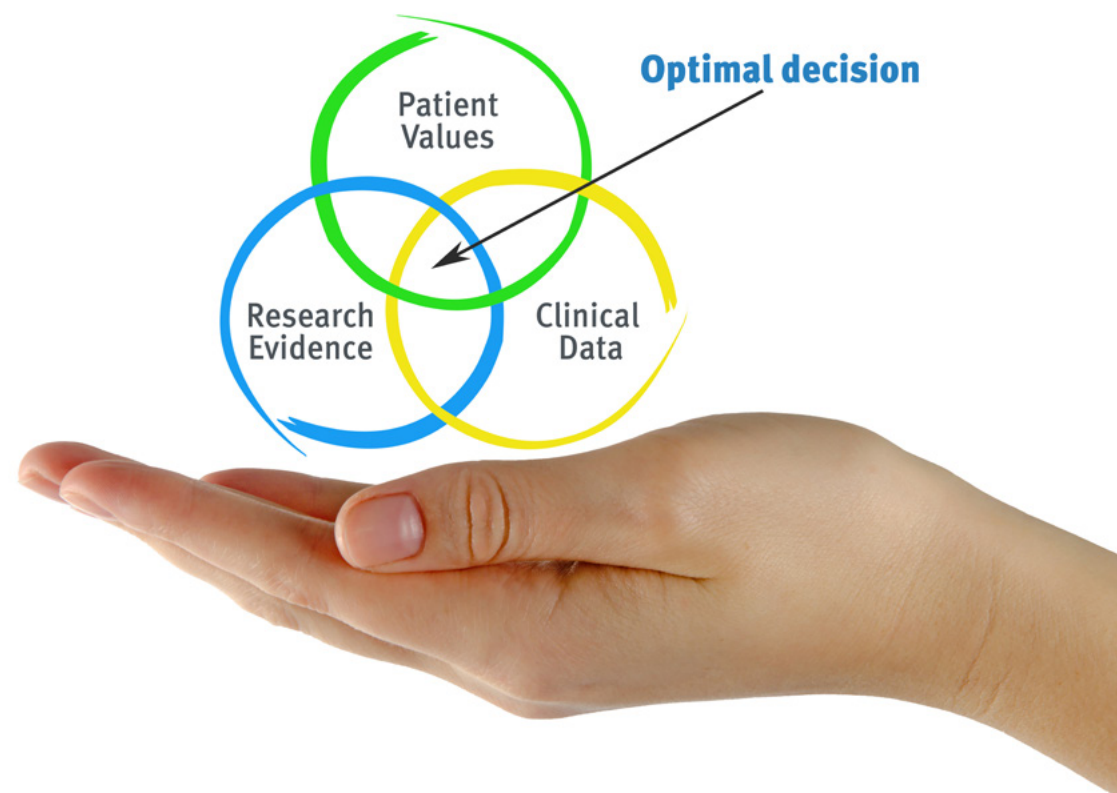 Optimal decision
Patient
Values
Research
Evidence
Clinical
Data